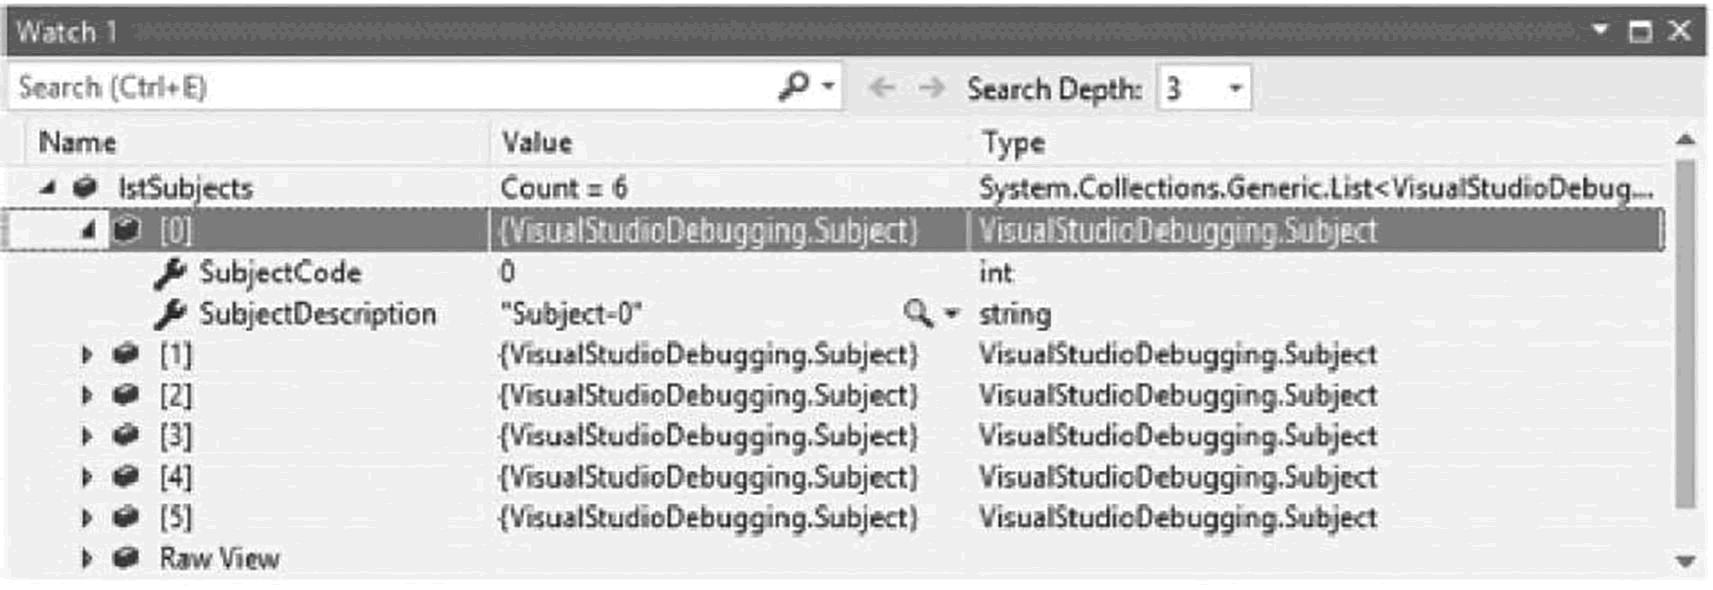 Watch 1
Search (Ctrl+E) Search Depth: 3
Name Value Type
lstSubjects Count = 6 System.Collections.Generic.List<VisualStudioDebug...
[0] {VisualStudioDebugging.Subject} VisualStudioDebugging.Subject
SubjectCode 0 int
SubjectDescription "Subject-0" string
[1] {VisualStudioDebugging.Subject} VisualStudioDebugging.Subject
[2] {VisualStudioDebugging.Subject} VisualStudioDebugging.Subject
[3] {VisualStudioDebugging.Subject} VisualStudioDebugging.Subject
[4] {VisualStudioDebugging.Subject} VisualStudioDebugging.Subject
[5] {VisualStudioDebugging.Subject} VisualStudioDebugging.Subject
Raw View